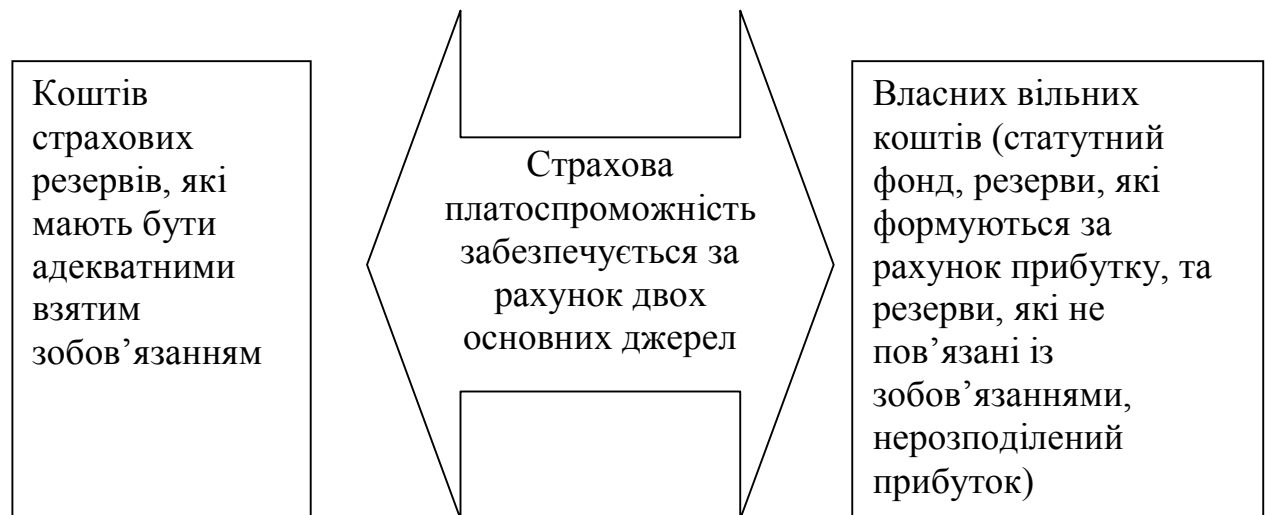 Коштів
страхових
резервів, які
мають бути
адекватними
взятим
зобов’язанням
Страхова
платоспроможність
забезпечується за
рахунок двох
основних джерел
Власних вільних
коштів (статутний
фонд, резерви, які
формуються за
рахунок прибутку, та
резерви, які не
пов’язані із
зобов’язаннями,
нерозподілений
прибуток)